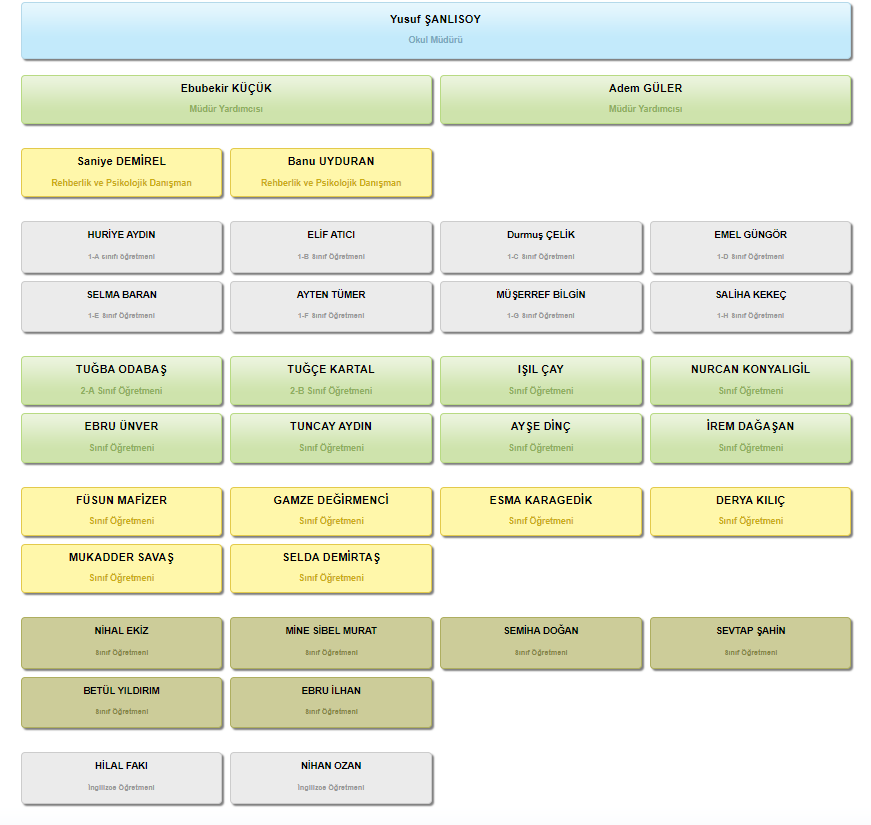 Yusuf ŞANLISOY
Okul Müdürü
Ebubekir KÜÇÜK
Müdür Yardımcısı
Adem GÜLER
Müdür Yardımcısı
Saniye DEMİREL
Rehberlik ve Psikolojik Danışman
Banu UYDURAN
Rehberlik ve Psikolojik Danışman
HURİYE AYDIN
1-A sınıfı öğretmeni
ELİF ATICI
1-B Sınıf Öğretmeni
Durmuş ÇELİK
1-C Sınıf Öğretmeni
EMEL GÜNGÖR
1-D Sınıf Öğretmeni
SELMA BARAN
1-E Sınıf Öğretmeni
AYTEN TÜMER
1-F Sınıf Öğretmeni
MÜŞERREF BİLGİN
1-G Sınıf Öğretmeni
SALİHA KEKEÇ
1-H Sınıf Öğretmeni
TUĞBA ODABAŞ
2-A Sınıf Öğretmeni
TUĞÇE KARTAL
2-B Sınıf Öğretmeni
IŞIL ÇAY
Sınıf Öğretmeni
NURCAN KONYALIGİL
Sınıf Öğretmeni
EBRU ÜNVER
Sınıf Öğretmeni
TUNCAY AYDIN
Sınıf Öğretmeni
AYŞE DİNÇ
Sınıf Öğretmeni
İREM DAĞAŞAN
Sınıf Öğretmeni
FÜSUN MAFİZER
Sınıf Öğretmeni
GAMZE DEĞİRMENCİ
Sınıf Öğretmeni
ESMA KARAGEDİK
Sınıf Öğretmeni
DERYA KILIÇ
Sınıf Öğretmeni
MUKADDER SAVAŞ
Sınıf Öğretmeni
SELDA DEMİRTAŞ
Sınıf Öğretmeni
NİHAL EKİZ
Sınıf Öğretmeni
MİNE SİBEL MURAT
Sınıf Öğretmeni
SEMİHA DOĞAN
Sınıf Öğretmeni
SEVTAP ŞAHİN
Sınıf Öğretmeni
BETÜL YILDIRIM
Sınıf Öğretmeni
EBRU İLHAN
Sınıf Öğretmeni
HİLAL FAKI
İngilizce Öğretmeni
NİHAN OZAN
İngilizce Öğretmeni